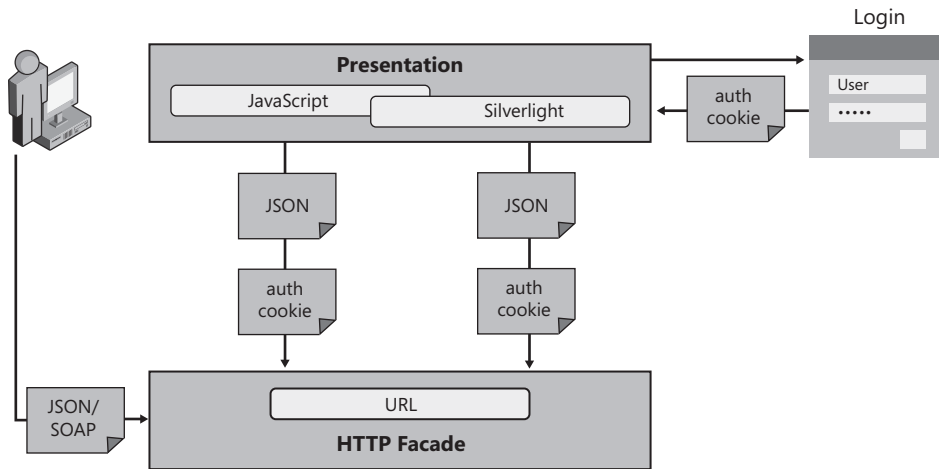 Login
Presentation
JavaScript
Silverlight
auth
cookie
User
•••••
JSON
JSON
auth
cookie
auth
cookie
JSON/
SOAP
URL
HTTP Facade